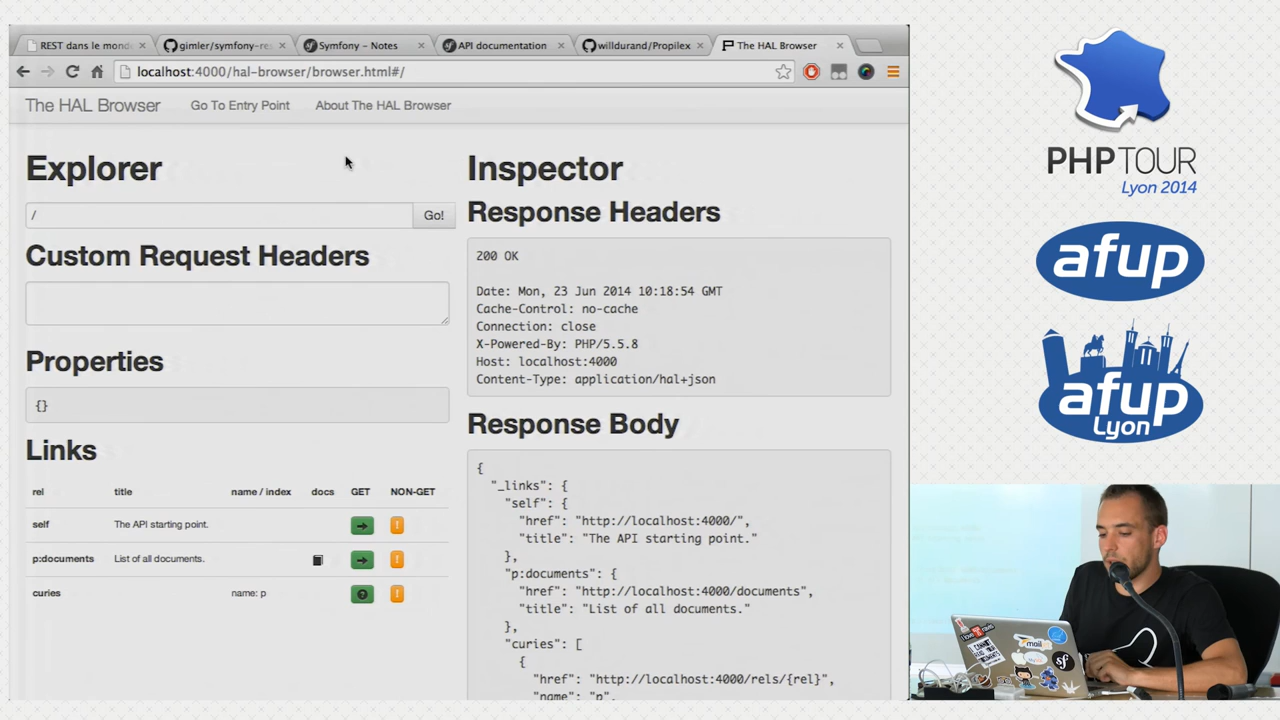 REST dans le mond
gimler/symfony-re
Symfony - Notes
API documentation
willdurand/Propilex
The HAL Browser
localhost:4000/hal-browser/browser.html#/
The HAL Browser
Go To Entry Point
About The HAL Browser
Explorer
/
Go!
Custom Request Headers
Properties
{}
Links
rel title name / index docs GET NON-GET
self The API starting point.
p:documents List of all documents.
curies name: p
Inspector
Response Headers
200 OK
Date: Mon, 23 Jun 2014 10:18:54 GMT
Cache-Control: no-cache
Connection: close
X-Powered-By: PHP/5.5.8
Host: localhost:4000
Content-Type: application/hal+json
Response Body
{
"_links": {
"self": {
"href": "http://localhost:4000/",
"title": "The API starting point."
},
"p:documents": {
"href": "http://localhost:4000/documents",
"title": "List of all documents."
},
"curies": [
{
"href": "http://localhost:4000/rels/{rel}",
"name": "p",
PHP TOUR
Lyon 2014
afup
afup
Lyon
mail
sf